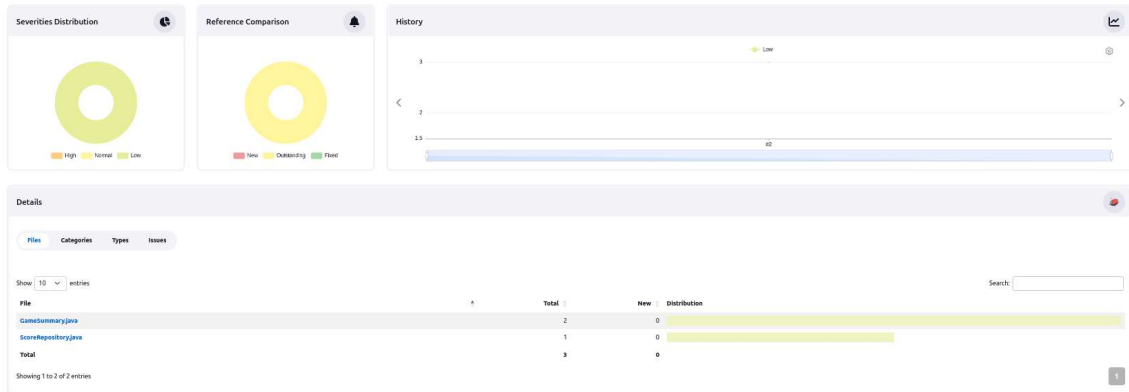 Severities Distribution
High Normal Low
Reference Comparison
New Outstanding Fixed
History
Low
3
2
1.5
#2
Details
Files Categories Types Issues
Show 10 entries
Search:
File Total New Distribution
GameSummary.java 2 0
ScoreRepository.java 1 0
Total 3 0
Showing 1 to 2 of 2 entries
1